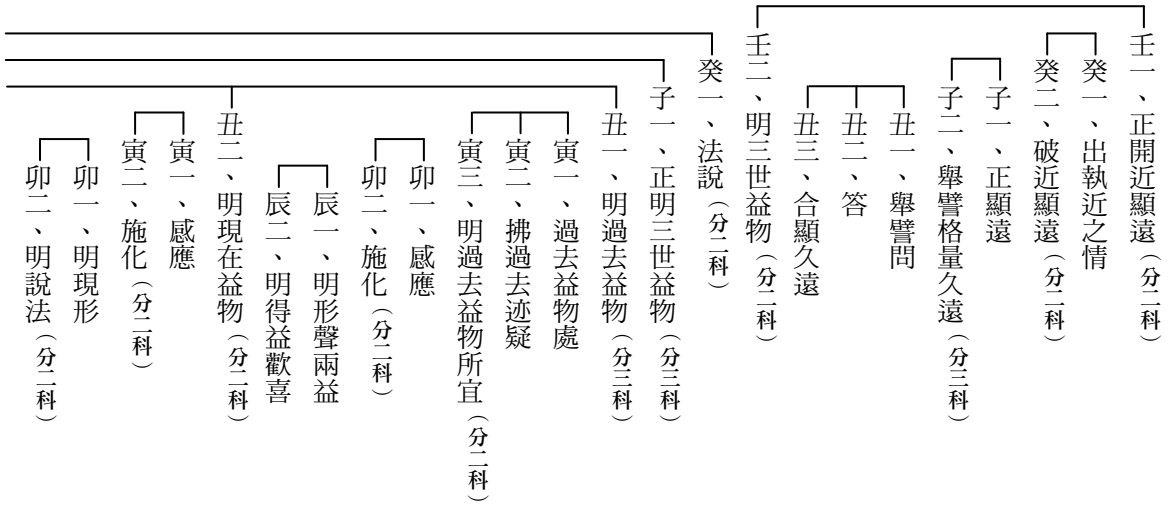 壬一、正開近顯遠（分二科）
癸一、出執近之情
癸二、破近顯遠（分二科）
子一、正顯遠
子二、舉譬格量久遠（分三科）
丑一、舉譬問
丑二、答
丑三、合顯久遠
壬二、明三世益物（分二科）
癸一、法說（分二科）
子一、正明三世益物（分三科）
丑一、明過去益物（分三科）
寅一、過去益物處
寅二、拂過去迹疑
寅三、明過去益物所宜（分二科）
卯一、感應
卯二、施化（分二科）
辰一、明形聲兩益
辰二、明得益歡喜
丑二、明現在益物（分二科）
寅一、感應
寅二、施化（分二科）
卯一、明現形
卯二、明說法（分二科）